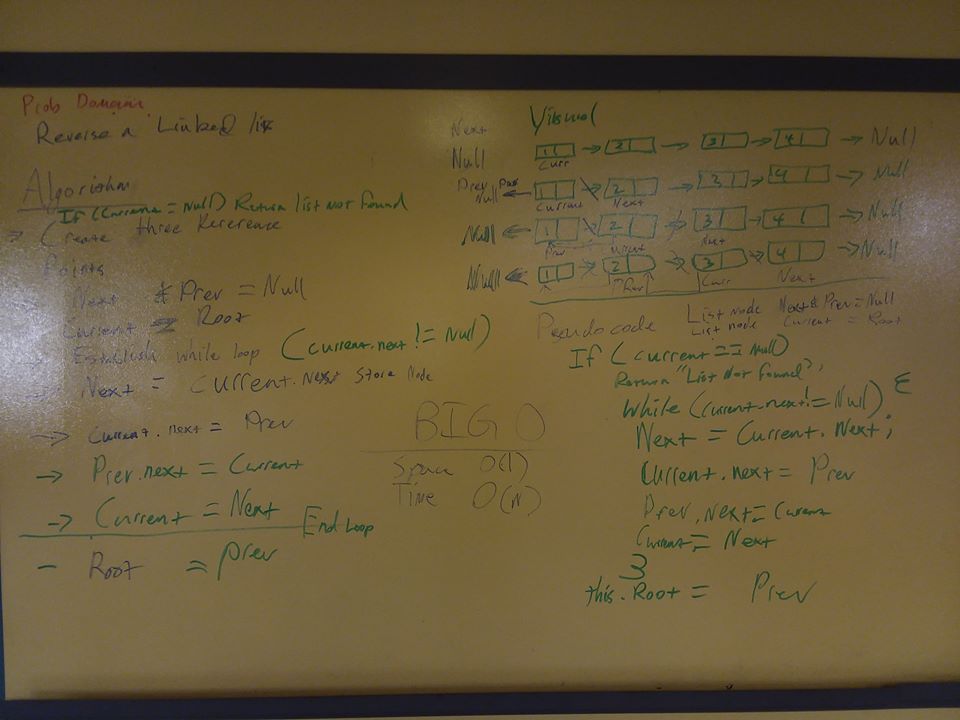 Prob Domain
Reverse a Linked list
Algorithm
If (Current = Null) Return list not found
→ Create three Reference
Points
→ Next & Prev = Null
→ Current = Root
→ Establish while loop (current.next != Null)
→ Next = Current.Next Store Node
→ Current.next = Prev
→ Prev.next = Current
→ Current = Next
End Loop
- Root = prev
BIG O
Space O(1)
Time O(N)
Visual
Next
Null
Prev
1 → 2 → 3 → 4 → Null
Curr
Null ← 1 2 → 3 → 4 → Null
Current Next
Null ← 1 2 3 → 4 → Null
Prev Current Next
Null ← 1 2 3 4 → Null
Prev Curr Next
Pseudo code
List node Next & Prev = Null
List node Current = Root
If (current == Null)
Return "List Not Found";
While (current.next != Null) {
Next = Current.Next;
Current.next = Prev
Prev.Next = Current
Current = Next
}
this.Root = Prev